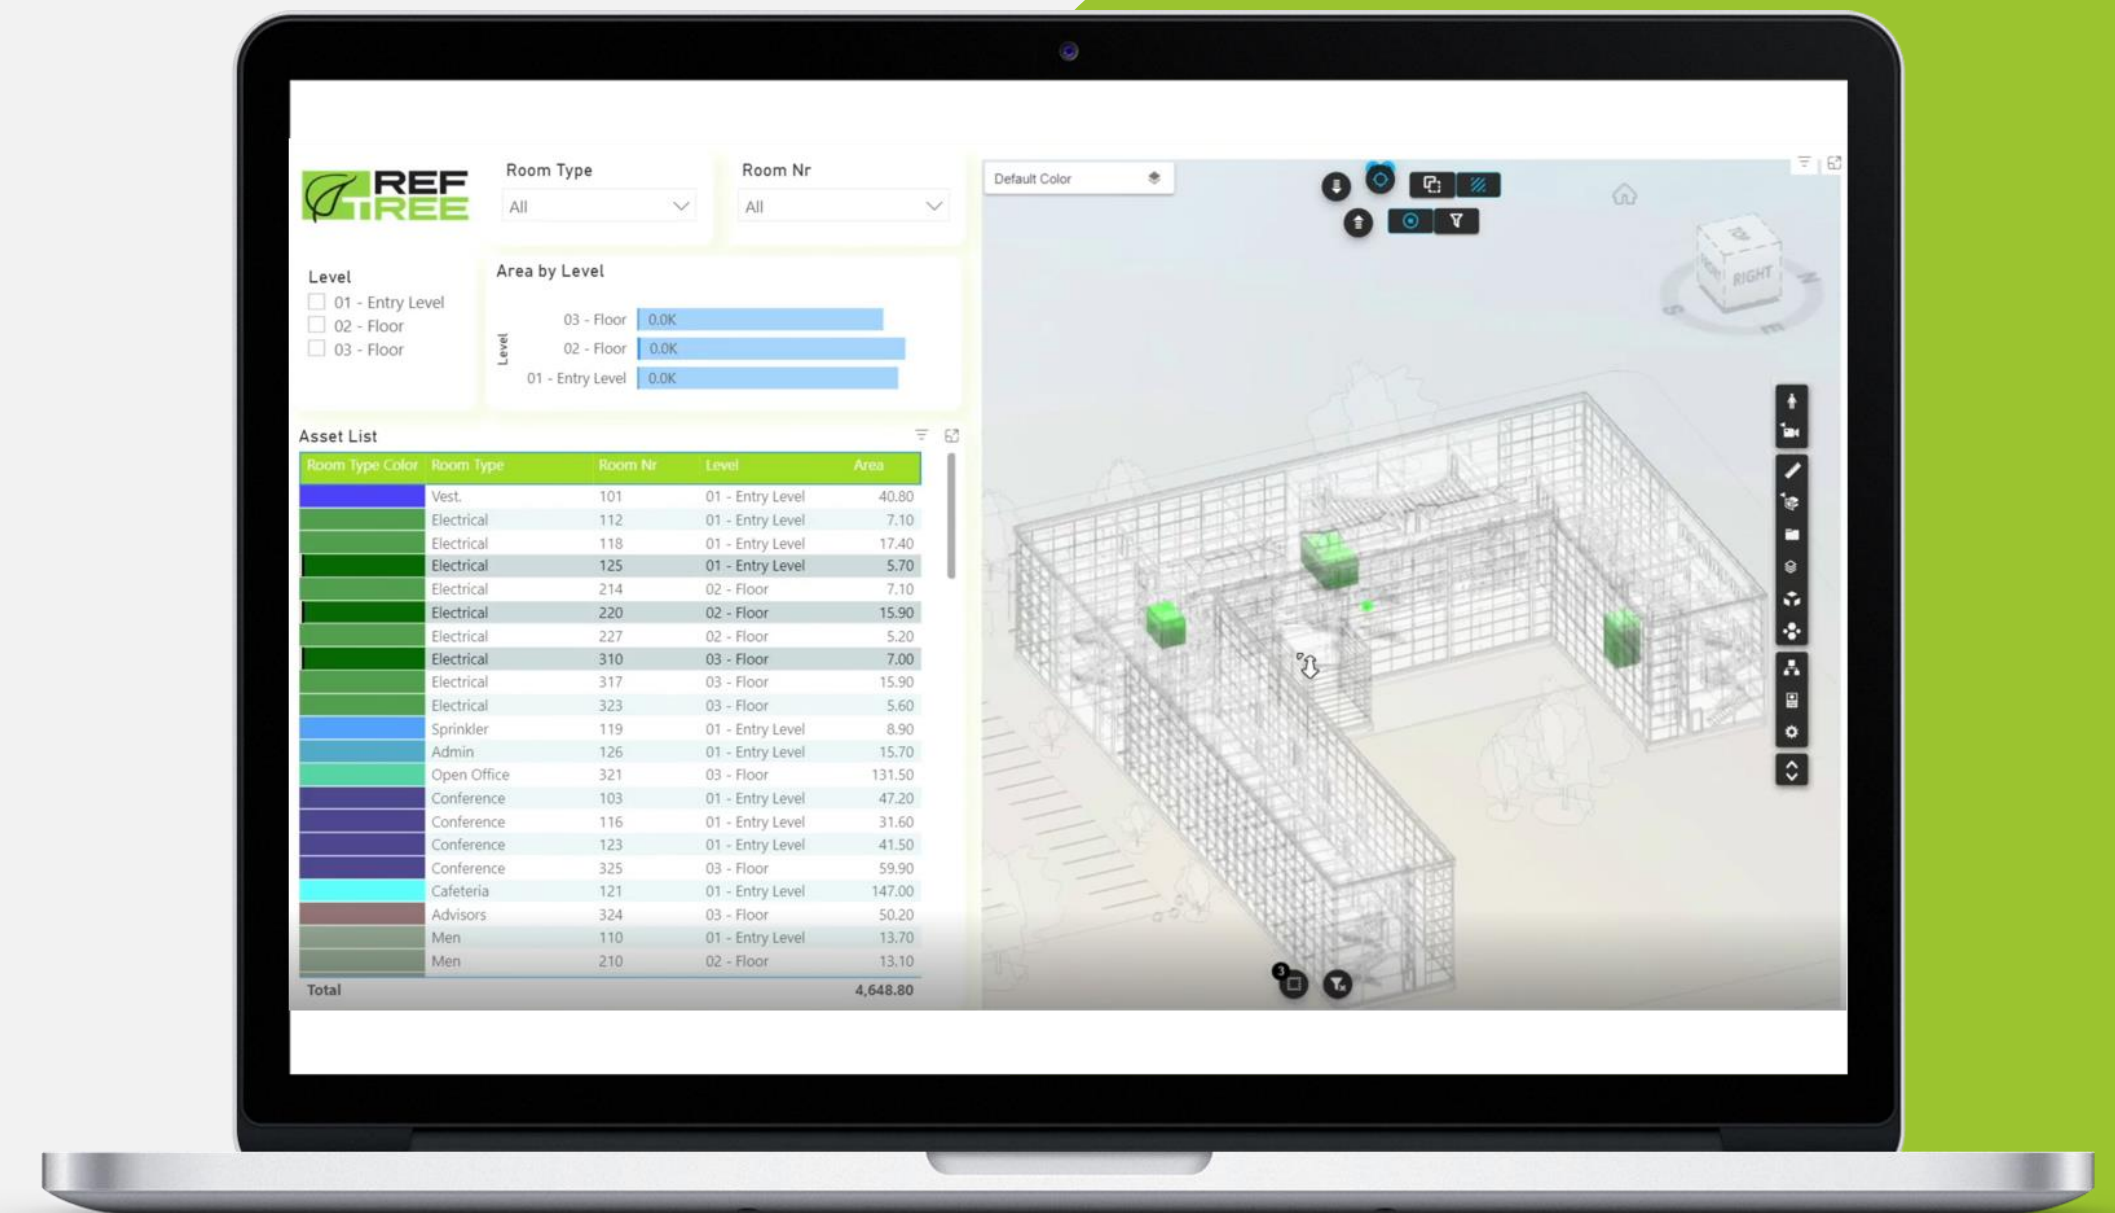 REF
TREE
Room Type
All
Room Nr
All
Level
01 - Entry Level
02 - Floor
03 - Floor
Area by Level
Level
03 - Floor 0.0K
02 - Floor 0.0K
01 - Entry Level 0.0K
Asset List
Room Type Color Room Type Room Nr Level Area
Vest. 101 01 - Entry Level 40.80
Electrical 112 01 - Entry Level 7.10
Electrical 118 01 - Entry Level 17.40
Electrical 125 01 - Entry Level 5.70
Electrical 214 02 - Floor 7.10
Electrical 220 02 - Floor 15.90
Electrical 227 02 - Floor 5.20
Electrical 310 03 - Floor 7.00
Electrical 317 03 - Floor 15.90
Electrical 323 03 - Floor 5.60
Sprinkler 119 01 - Entry Level 8.90
Admin 126 01 - Entry Level 15.70
Open Office 321 03 - Floor 131.50
Conference 103 01 - Entry Level 47.20
Conference 116 01 - Entry Level 31.60
Conference 123 01 - Entry Level 41.50
Conference 325 03 - Floor 59.90
Cafeteria 121 01 - Entry Level 147.00
Advisors 324 03 - Floor 50.20
Men 110 01 - Entry Level 13.70
Men 210 02 - Floor 13.10
Total 4,648.80
Default Color
RIGHT
S
E
N
3